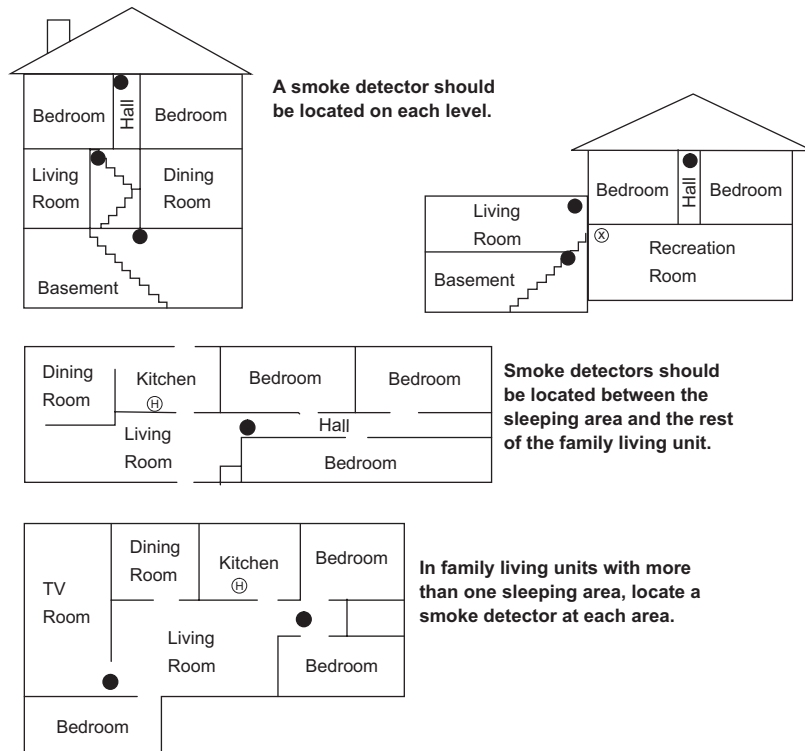 A smoke detector should
be located on each level.
Bedroom
Hall
Bedroom
Living
Room
Dining
Room
Basement
Bedroom
Hall
Bedroom
Living
Room
X
Recreation
Room
Basement
Dining
Room
Kitchen
H
Bedroom
Bedroom
Living
Room
Hall
Bedroom
Smoke detectors should
be located between the
sleeping area and the rest
of the family living unit.
TV
Room
Dining
Room
Kitchen
H
Bedroom
Living
Room
Bedroom
Bedroom
In family living units with more
than one sleeping area, locate a
smoke detector at each area.